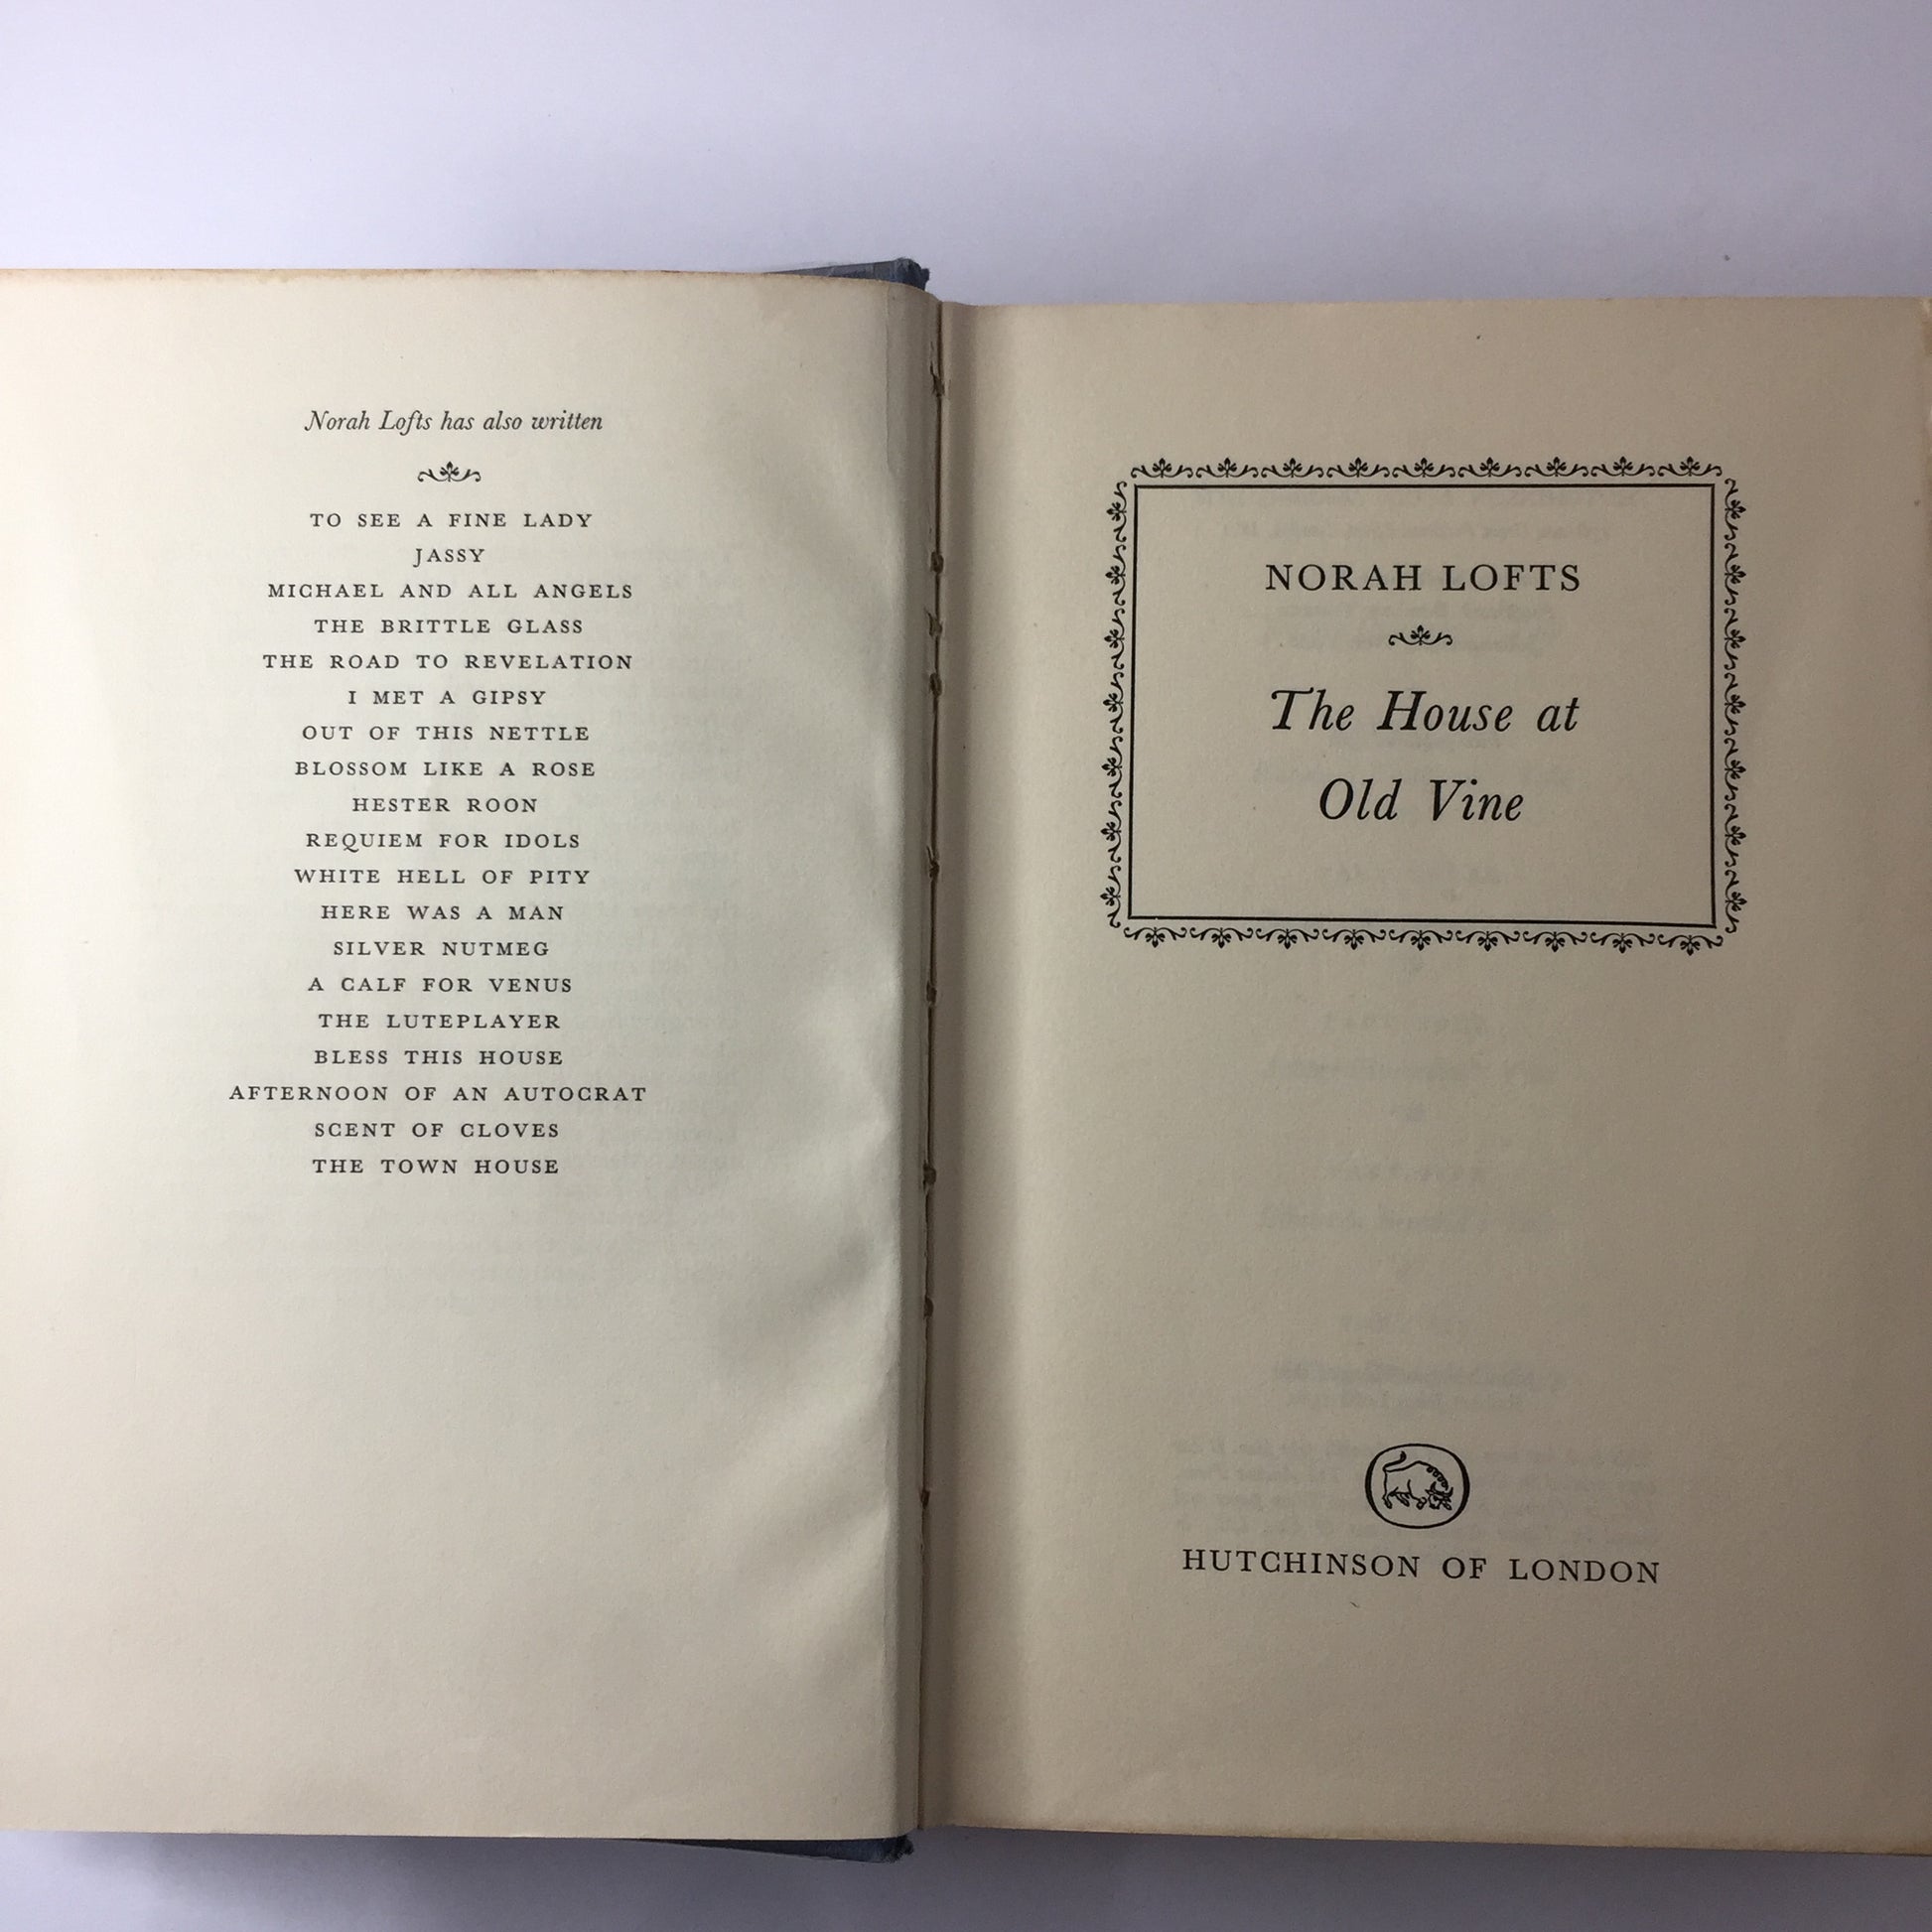 Norah Lofts has also written
TO SEE A FINE LADY
JASSY
MICHAEL AND ALL ANGELS
THE BRITTLE GLASS
THE ROAD TO REVELATION
I MET A GIPSY
OUT OF THIS NETTLE
BLOSSOM LIKE A ROSE
HESTER ROON
REQUIEM FOR IDOLS
WHITE HELL OF PITY
HERE WAS A MAN
SILVER NUTMEG
A CALF FOR VENUS
THE LUTEPLAYER
BLESS THIS HOUSE
AFTERNOON OF AN AUTOCRAT
SCENT OF CLOVES
THE TOWN HOUSE
NORAH LOFTS
The House at
Old Vine
HUTCHINSON OF LONDON